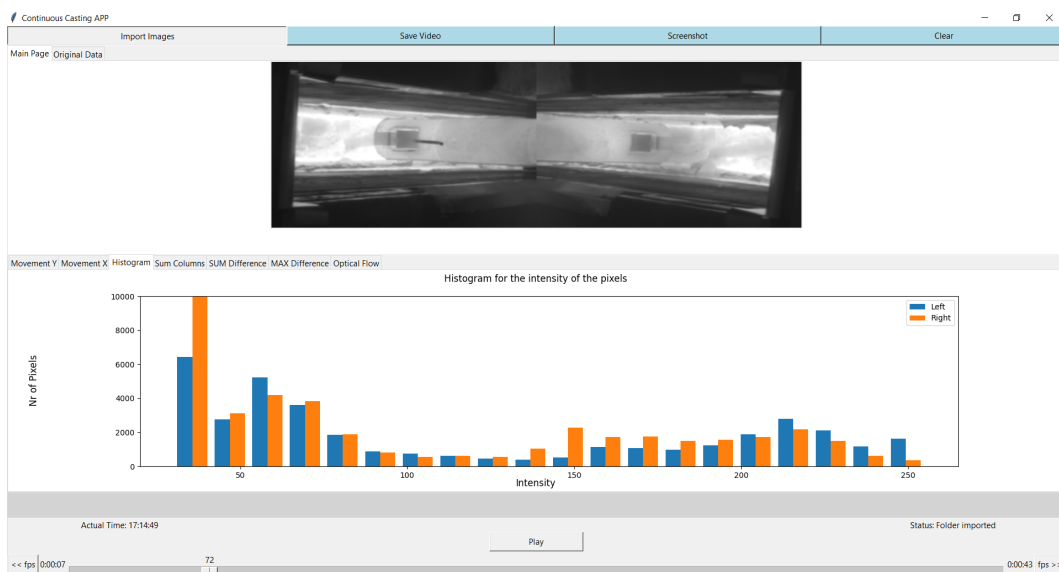 Continuous Casting APP
Import Images Save Video Screenshot Clear
Main Page Original Data
Movement Y Movement X Histogram Sum Columns SUM Difference MAX Difference Optical Flow
Histogram for the intensity of the pixels
10000
8000
6000
4000
2000
0
Nr of Pixels
Left
Right
50 100 150 200 250
Intensity
Actual Time: 17:14:49 Status: Folder imported
Play
72
<< fps 0:00:07 0:00:43 fps >